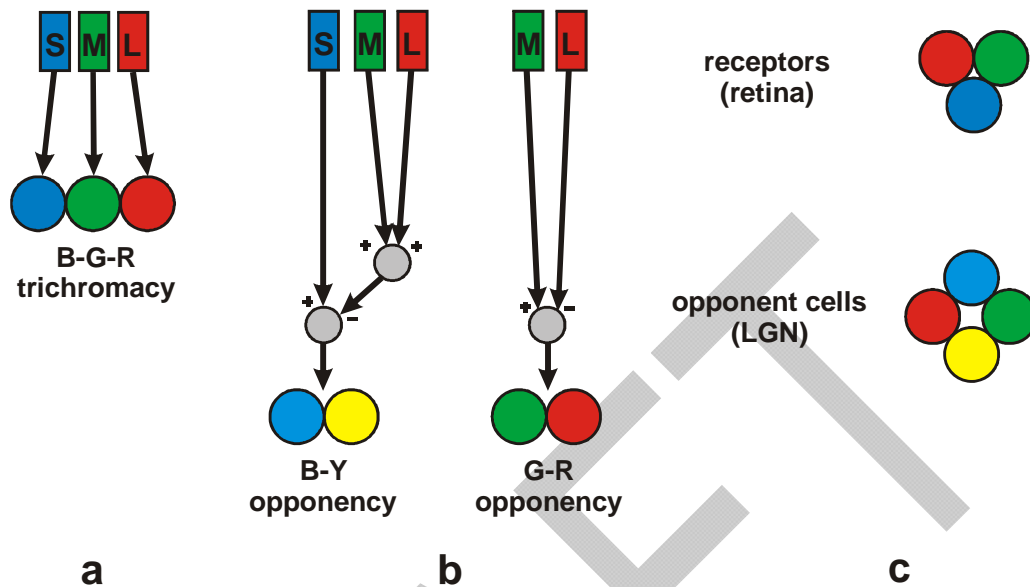 S M L
B-G-R
trichromacy
a
S M L
+ +
+ −
B-Y
opponency
M L
+ −
G-R
opponency
b
receptors
(retina)
opponent cells
(LGN)
c